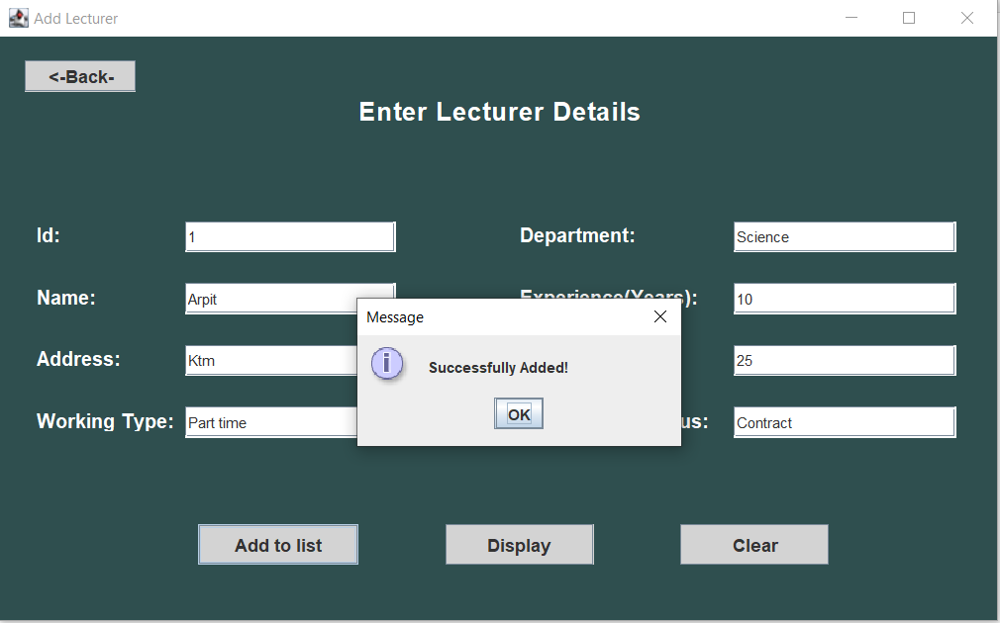 Add Lecturer
<-Back-
Enter Lecturer Details
Id: 1 Department: Science
Name: Arpit Experience(Years): 10
Message
Address: Ktm 25
Successfully Added!
OK
Working Type: Part time us: Contract
Add to list Display Clear